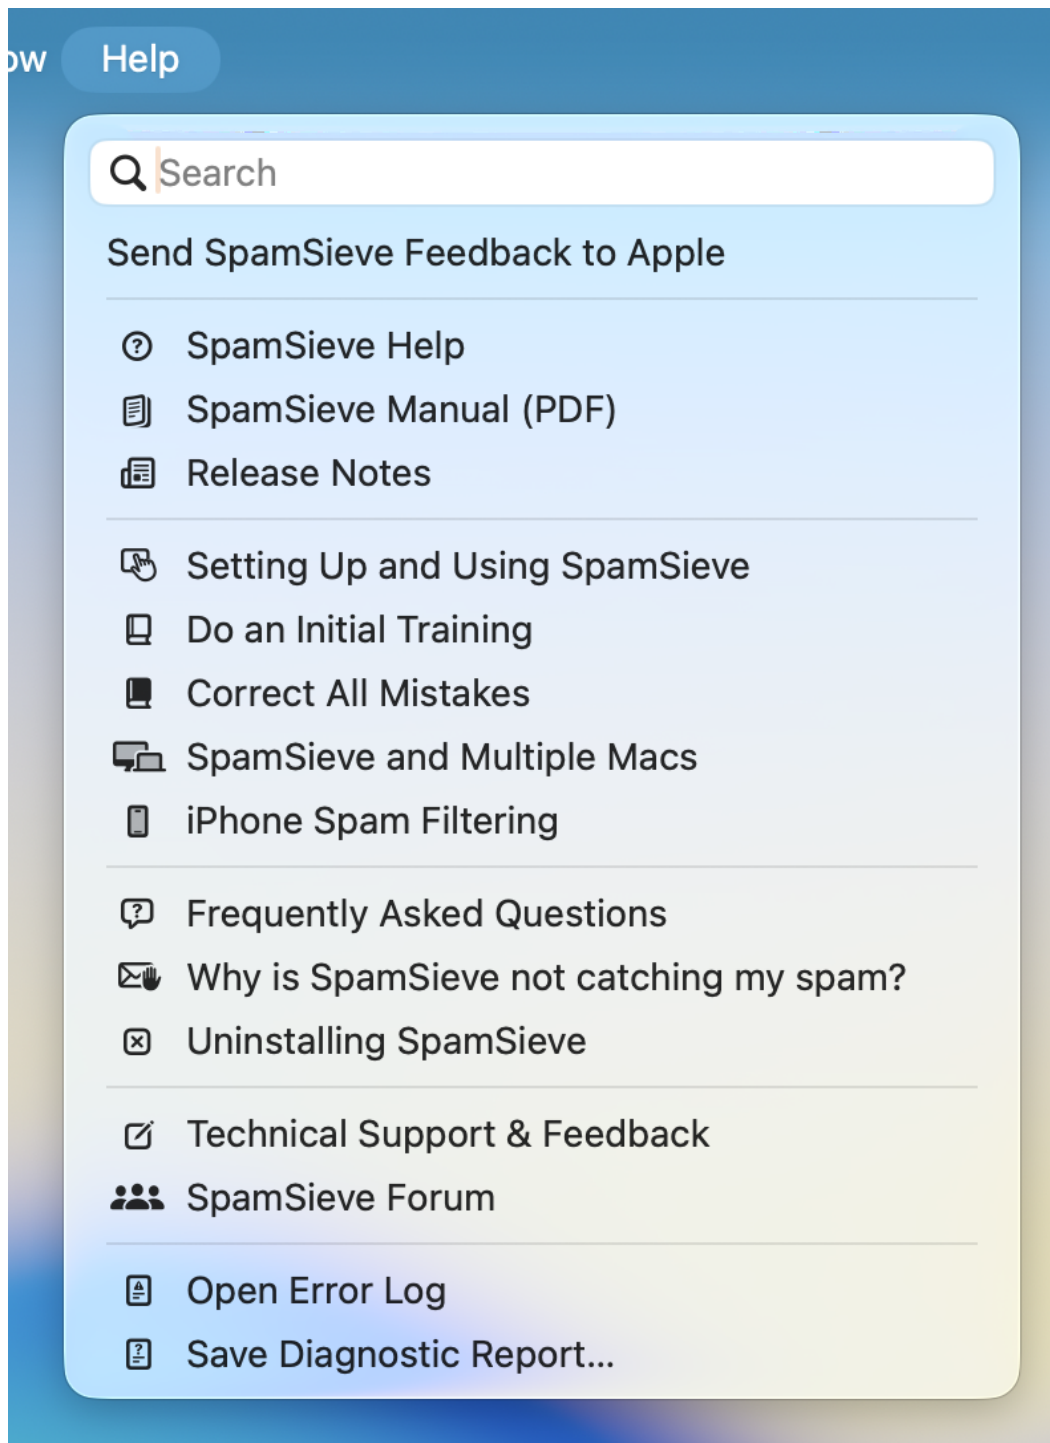 ow Help
Search
Send SpamSieve Feedback to Apple
SpamSieve Help
SpamSieve Manual (PDF)
Release Notes
Setting Up and Using SpamSieve
Do an Initial Training
Correct All Mistakes
SpamSieve and Multiple Macs
iPhone Spam Filtering
Frequently Asked Questions
Why is SpamSieve not catching my spam?
Uninstalling SpamSieve
Technical Support & Feedback
SpamSieve Forum
Open Error Log
Save Diagnostic Report...